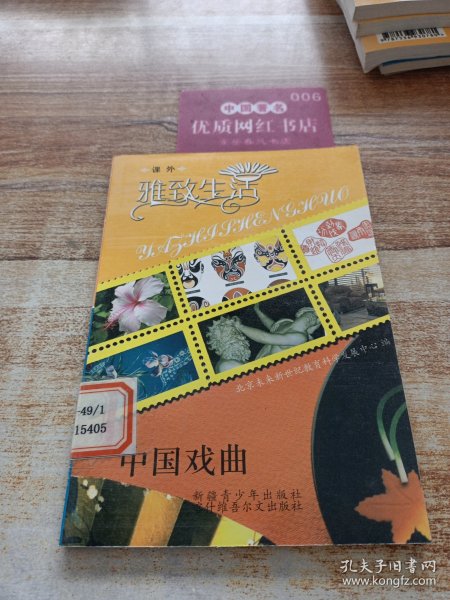 006
中国著名
优质网红书店
课外
雅致生活
YAZHISHENGHUO
北京未来新世纪教育科学发展中心 编
-49/1
15405
中国戏曲
新疆青少年出版社
喀什维吾尔文出版社
孔夫子旧书网
www.kongfz.com